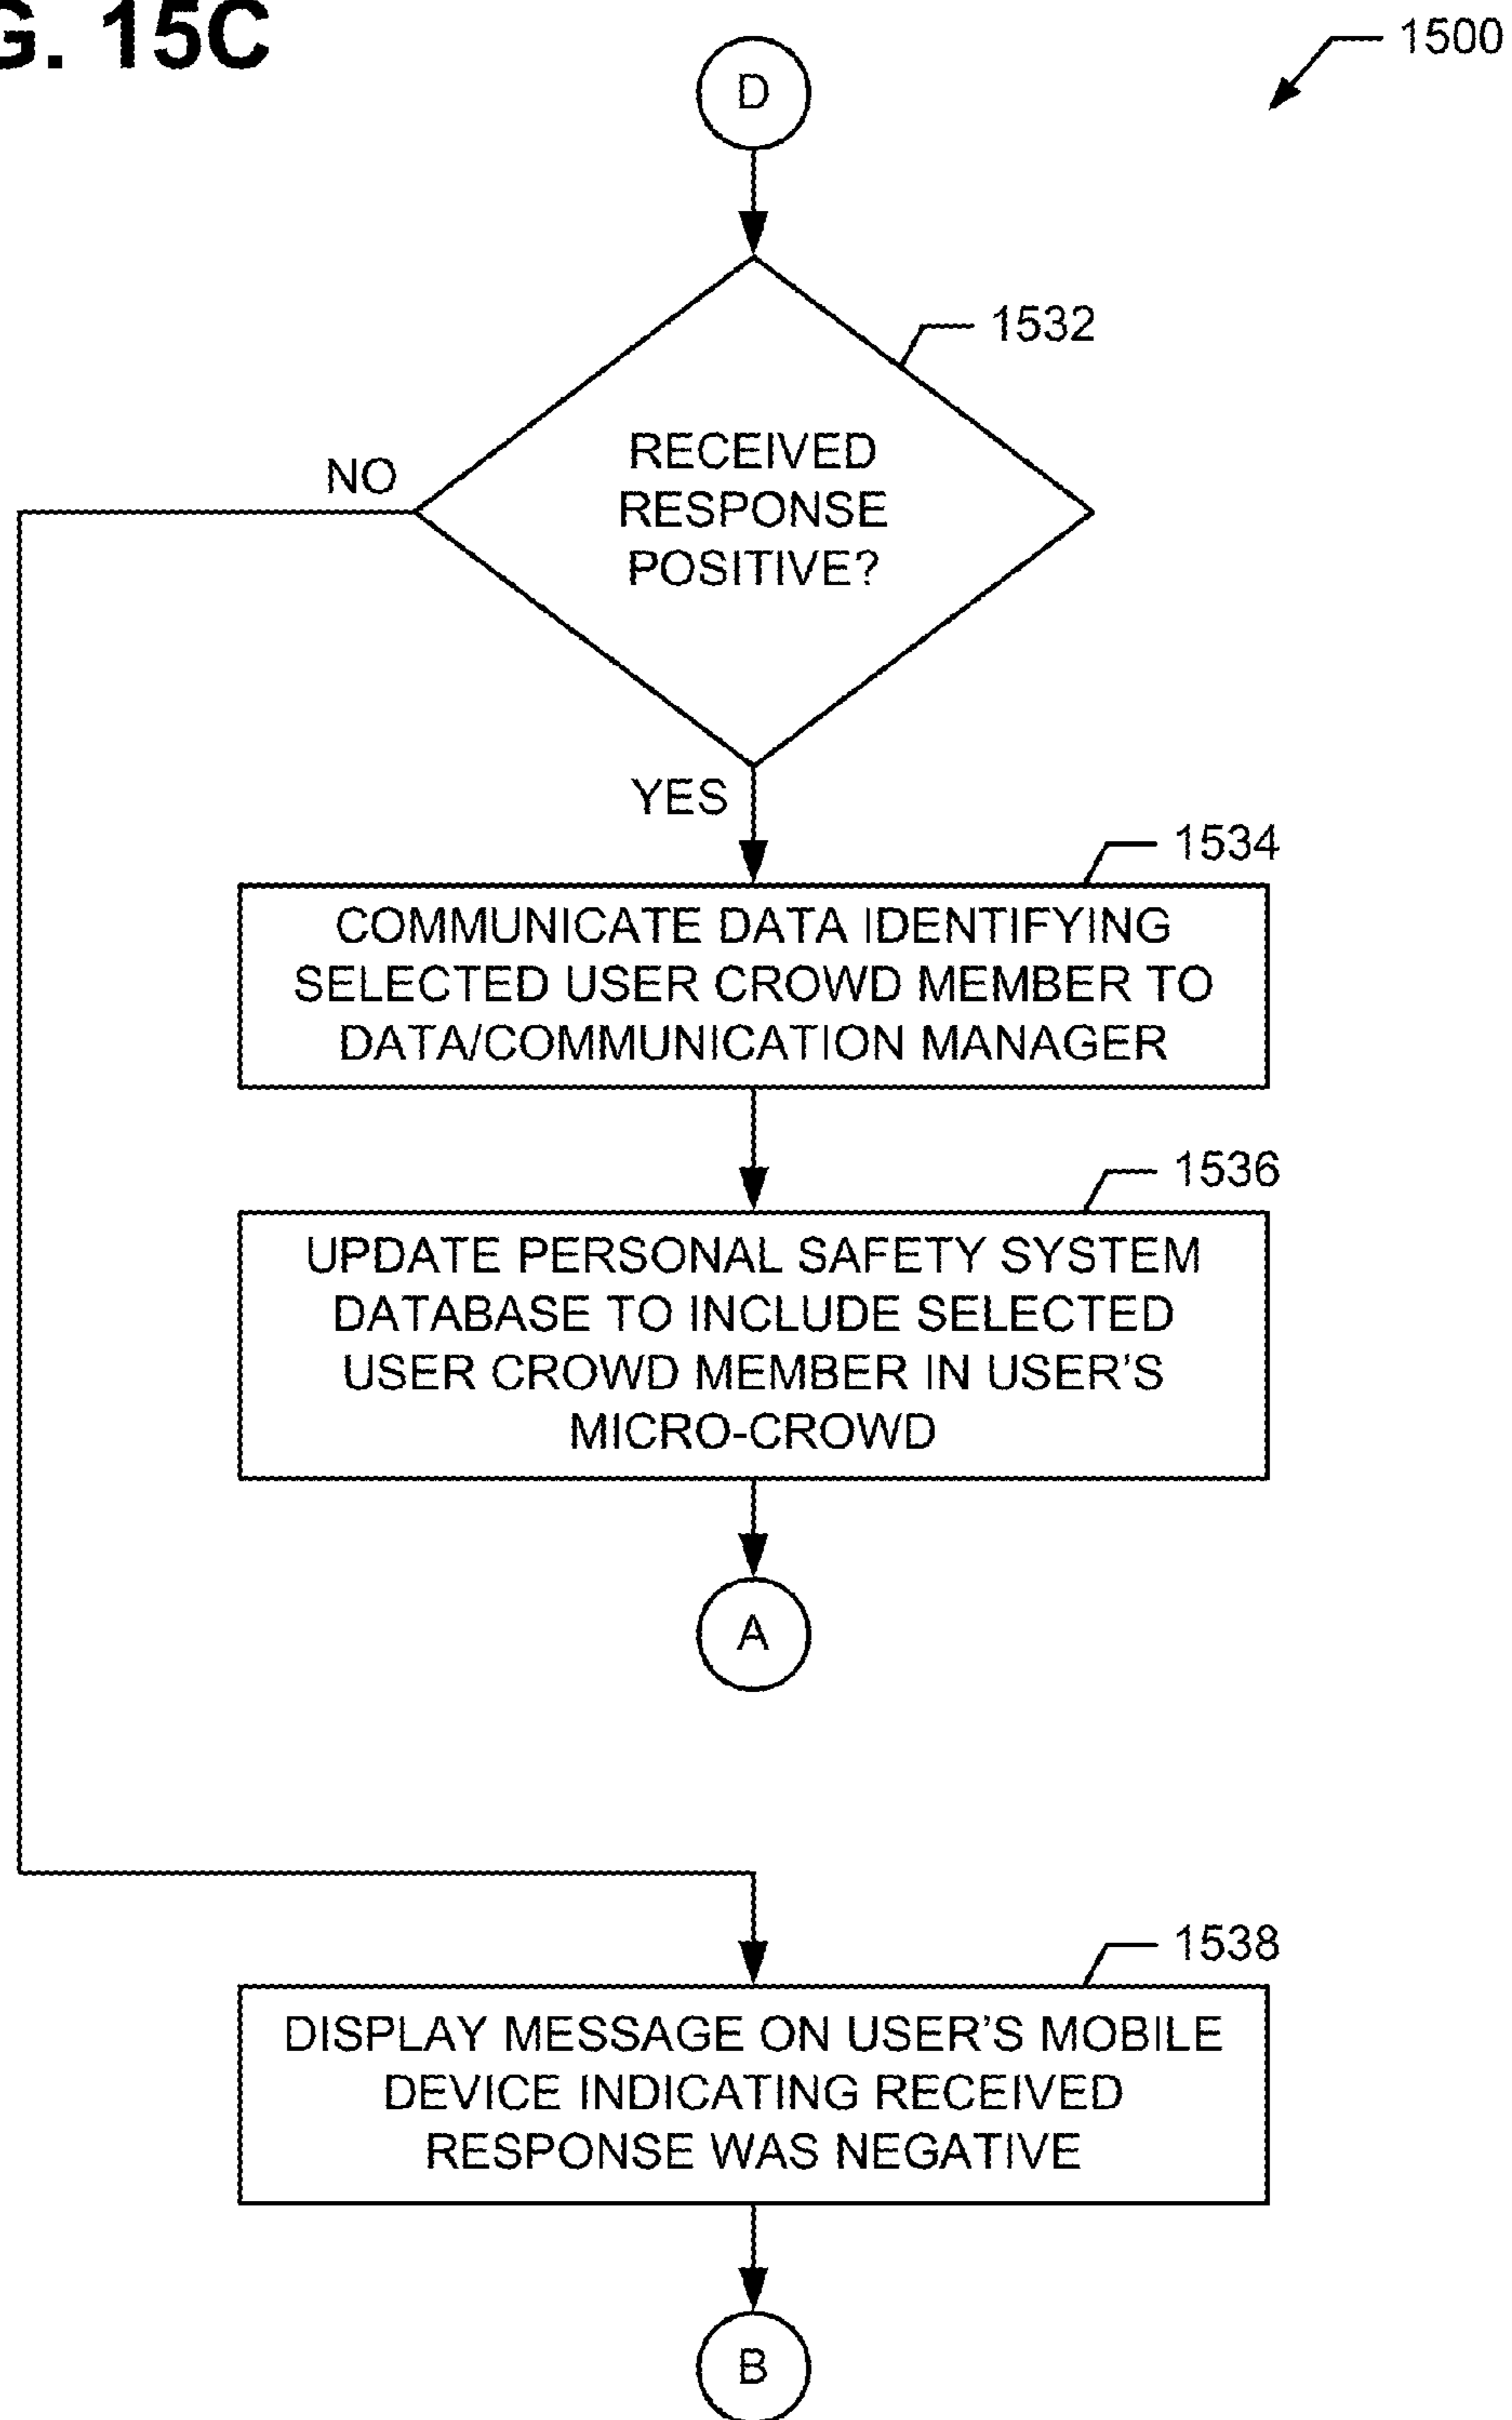 G. 15C
1500
D
1532
RECEIVED
RESPONSE
POSITIVE?
NO
YES
1534
COMMUNICATE DATA IDENTIFYING
SELECTED USER CROWD MEMBER TO
DATA/COMMUNICATION MANAGER
1536
UPDATE PERSONAL SAFETY SYSTEM
DATABASE TO INCLUDE SELECTED
USER CROWD MEMBER IN USER'S
MICRO-CROWD
A
1538
DISPLAY MESSAGE ON USER'S MOBILE
DEVICE INDICATING RECEIVED
RESPONSE WAS NEGATIVE
B